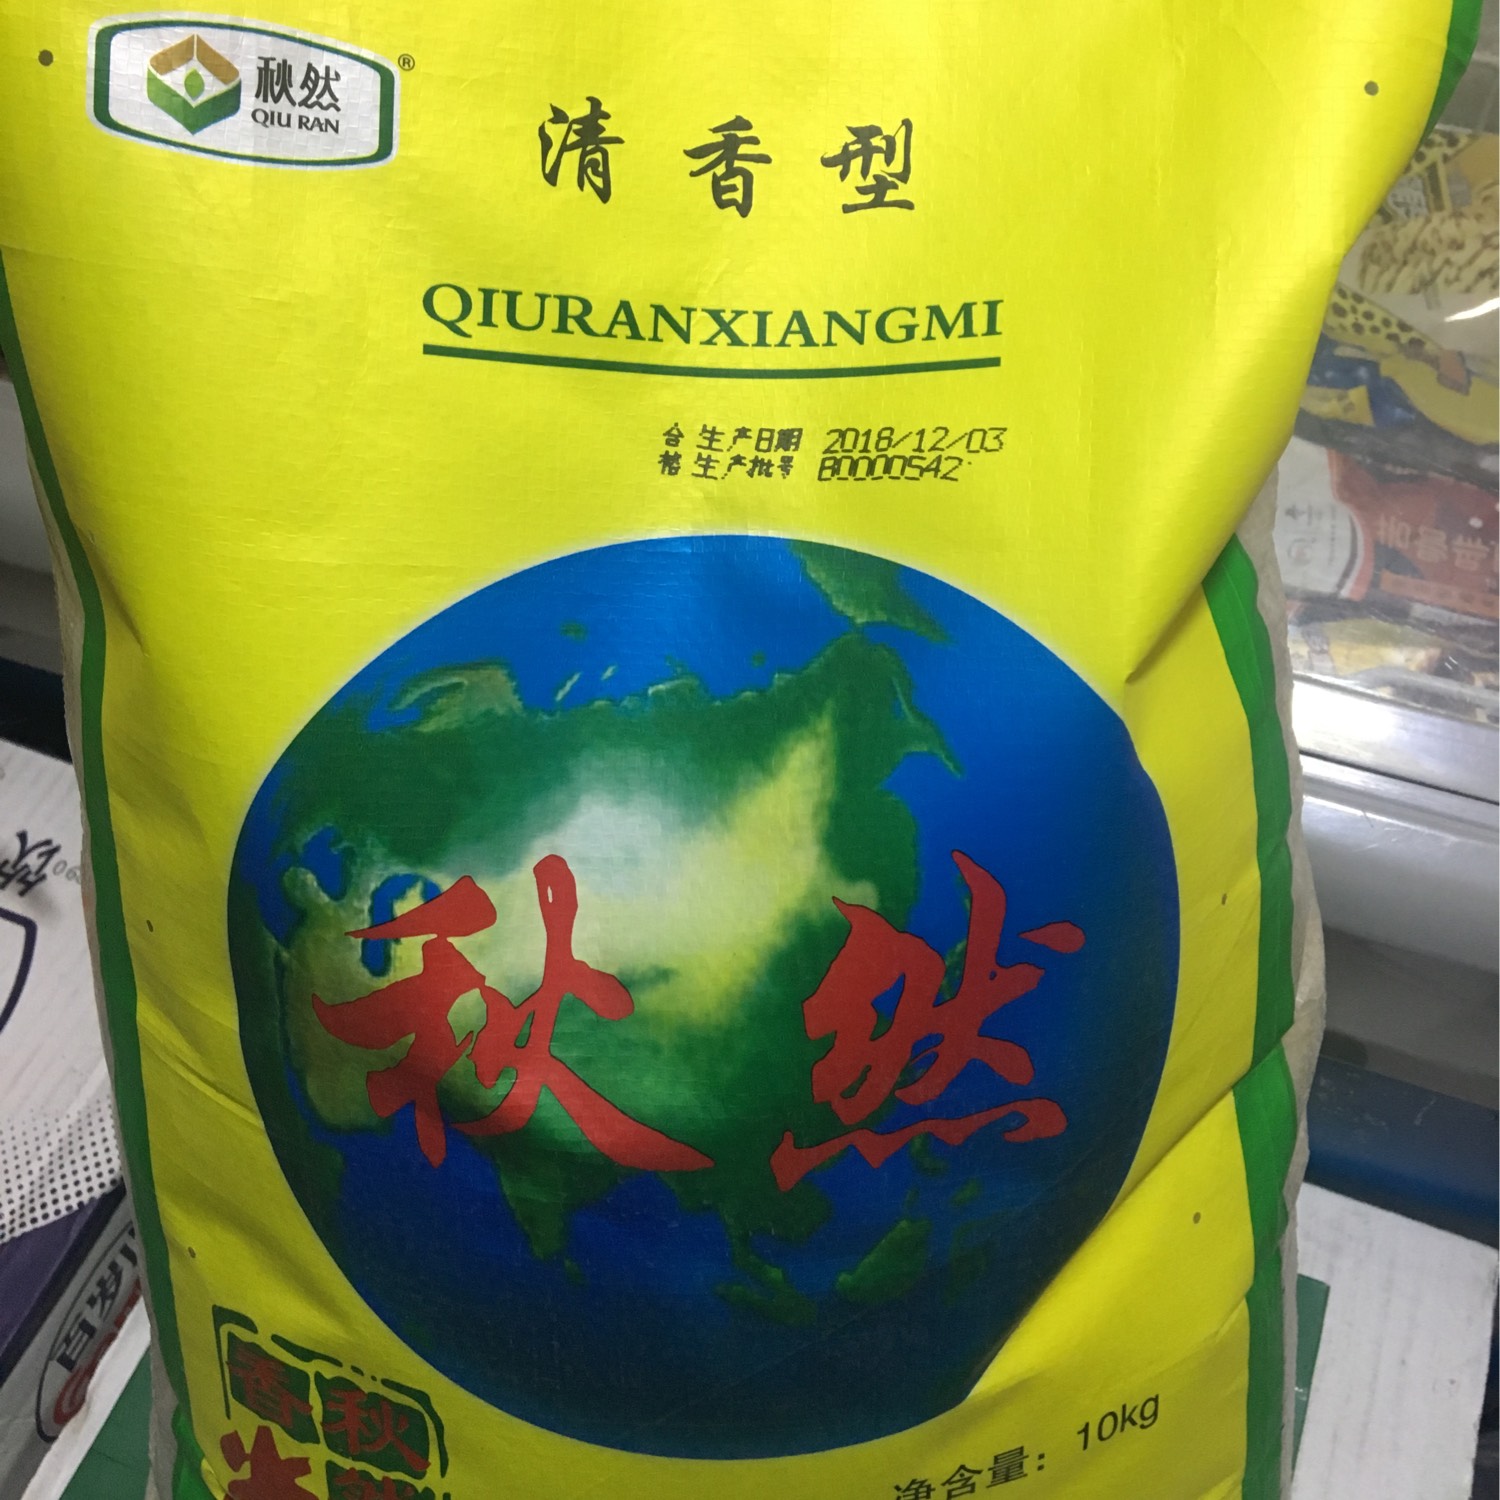 秋然
QIU RAN
®
清香型
QIURANXIANGMI
合 生产日期 2018/12/03
格 生产批号 B0000542
秋然
香秋
净含量：10kg